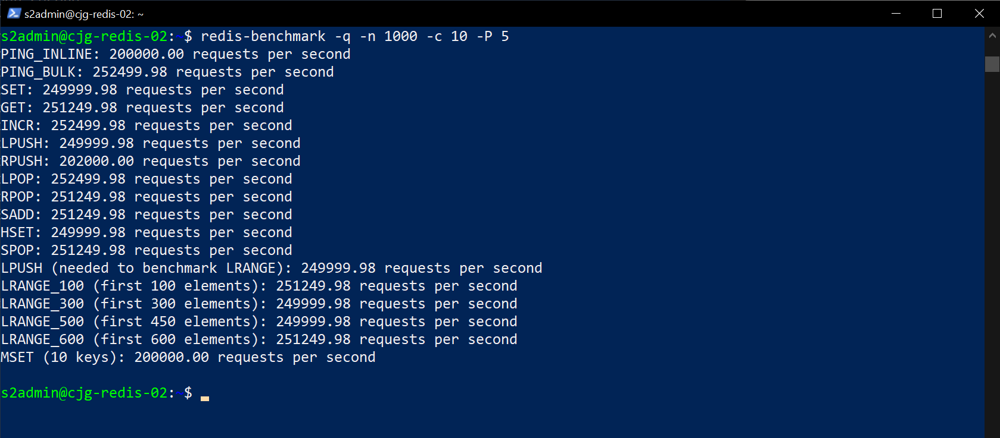 s2admin@cjg-redis-02: ~
s2admin@cjg-redis-02:~$ redis-benchmark -q -n 1000 -c 10 -P 5
PING_INLINE: 200000.00 requests per second
PING_BULK: 252499.98 requests per second
SET: 249999.98 requests per second
GET: 251249.98 requests per second
INCR: 252499.98 requests per second
LPUSH: 249999.98 requests per second
RPUSH: 202000.00 requests per second
LPOP: 252499.98 requests per second
RPOP: 251249.98 requests per second
SADD: 251249.98 requests per second
HSET: 249999.98 requests per second
SPOP: 251249.98 requests per second
LPUSH (needed to benchmark LRANGE): 249999.98 requests per second
LRANGE_100 (first 100 elements): 251249.98 requests per second
LRANGE_300 (first 300 elements): 249999.98 requests per second
LRANGE_500 (first 450 elements): 249999.98 requests per second
LRANGE_600 (first 600 elements): 251249.98 requests per second
MSET (10 keys): 200000.00 requests per second
s2admin@cjg-redis-02:~$